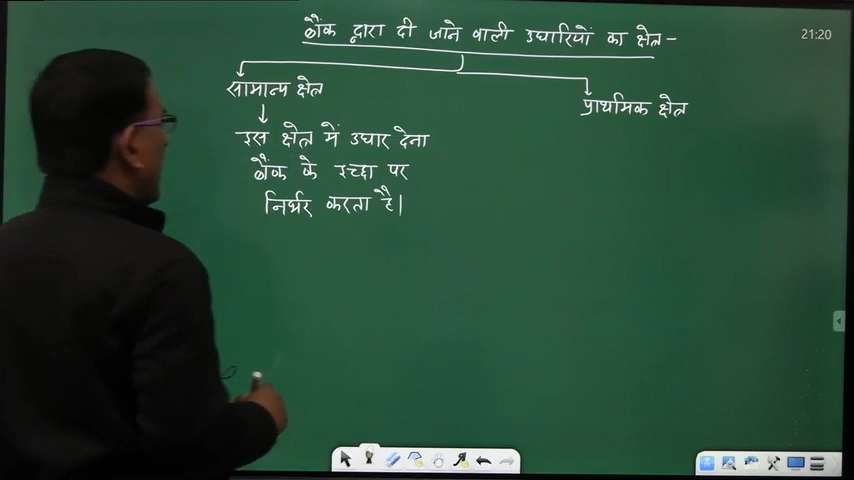 बैंक द्वारा दी जाने वाली उधारियों का क्षेत्र -
21:20
सामान्य क्षेत्र
प्राथमिक क्षेत्र
इस क्षेत्र में उधार देना
बैंक के इच्छा पर
निर्भर करता है।